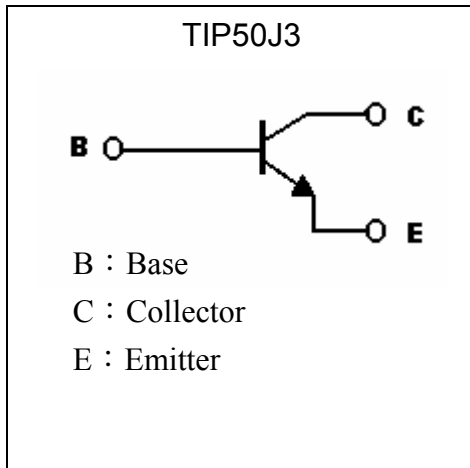 TIP50J3
B C
E
B：Base
C：Collector
E：Emitter